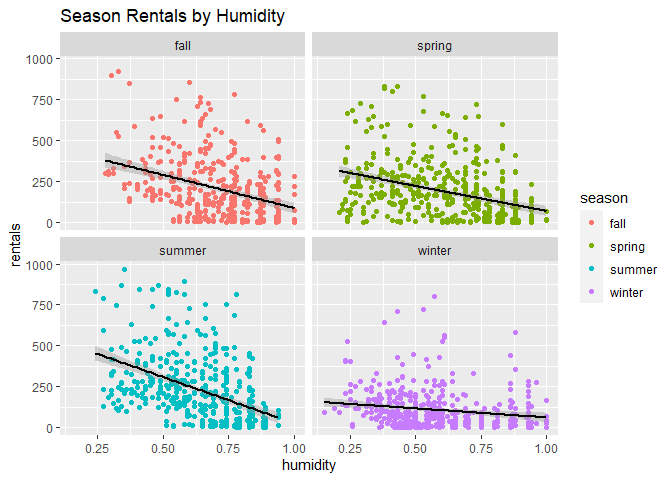 Season Rentals by Humidity
fall
spring
1000
750
500
250
0
summer
winter
1000
750
500
250
0
0.25
0.50
0.75
1.00
0.25
0.50
0.75
1.00
rentals
humidity
season
fall
spring
summer
winter